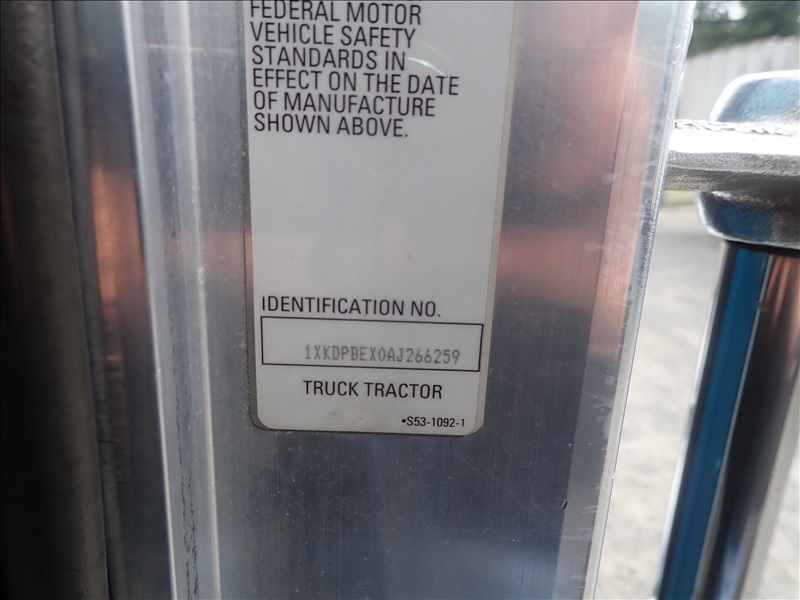 FEDERAL MOTOR
VEHICLE SAFETY
STANDARDS IN
EFFECT ON THE DATE
OF MANUFACTURE
SHOWN ABOVE.
IDENTIFICATION NO.
1XKDPBEX0AJ266259
TRUCK TRACTOR
•S53-1092-1